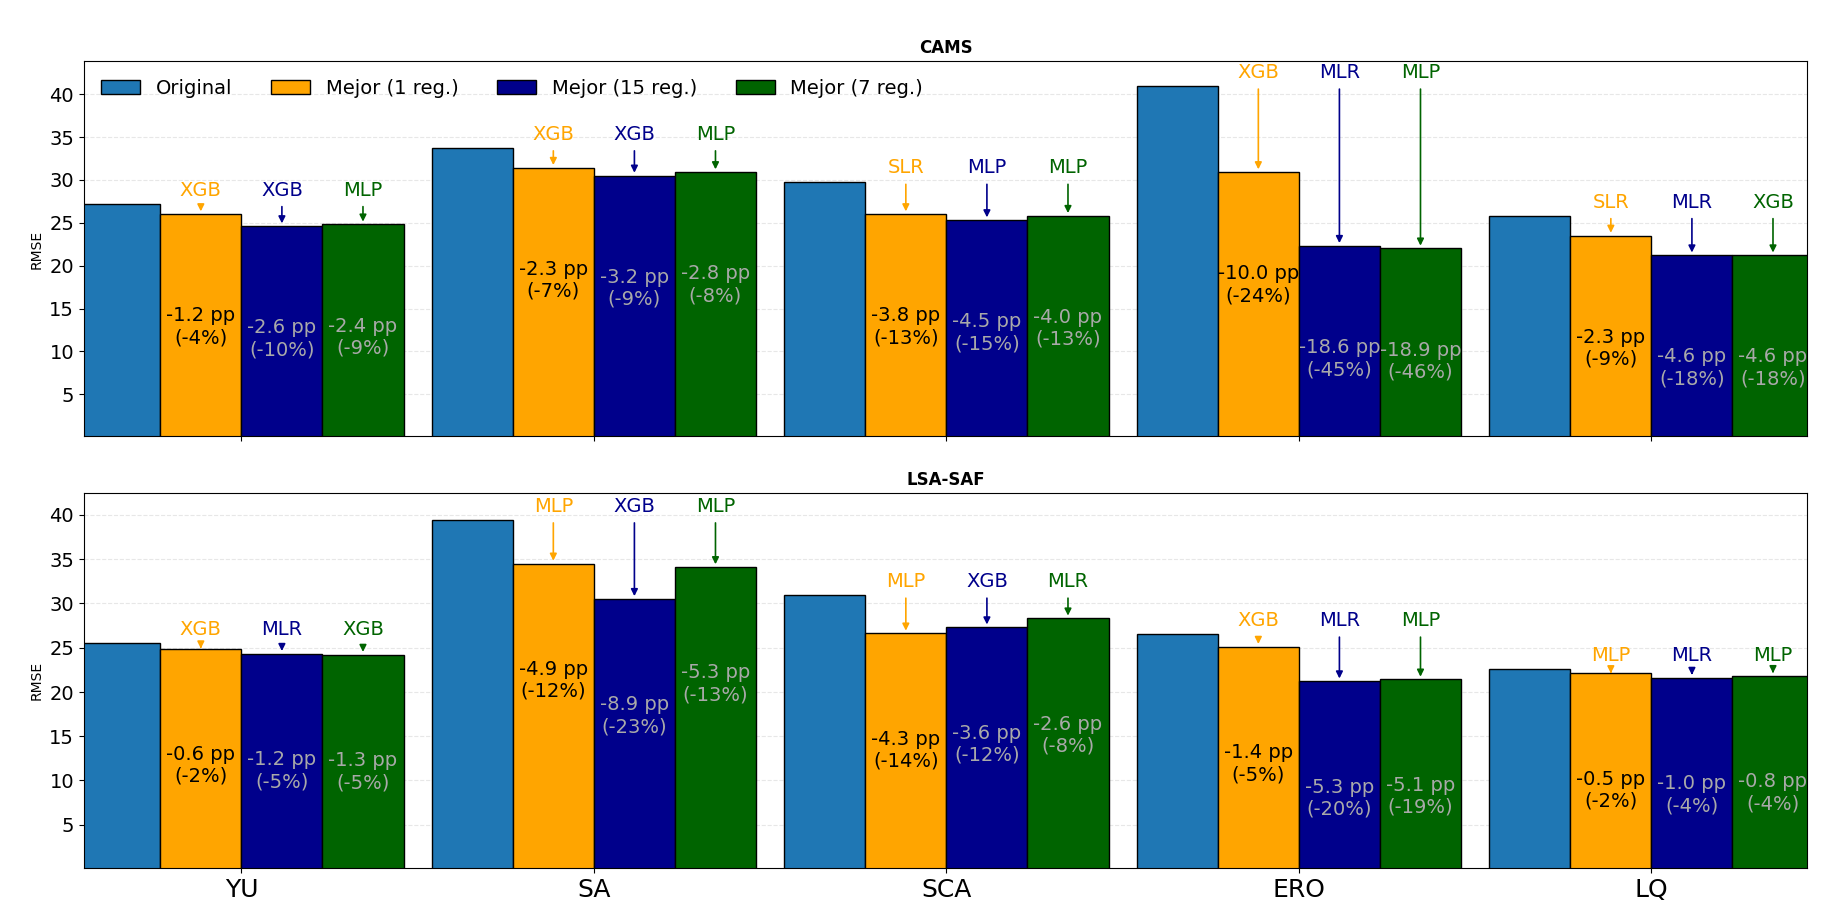 CAMS
Original
Mejor (1 reg.)
Mejor (15 reg.)
Mejor (7 reg.)
RMSE
40
35
30
25
20
15
10
5
XGB
XGB
MLP
-1.2 pp
(-4%)
-2.6 pp
(-10%)
-2.4 pp
(-9%)
XGB
XGB
MLP
-2.3 pp
(-7%)
-3.2 pp
(-9%)
-2.8 pp
(-8%)
SLR
MLP
MLP
-3.8 pp
(-13%)
-4.5 pp
(-15%)
-4.0 pp
(-13%)
XGB
MLR
MLP
-10.0 pp
(-24%)
-18.6 pp
(-45%)
-18.9 pp
(-46%)
SLR
MLR
XGB
-2.3 pp
(-9%)
-4.6 pp
(-18%)
-4.6 pp
(-18%)
LSA-SAF
RMSE
40
35
30
25
20
15
10
5
XGB
MLR
XGB
-0.6 pp
(-2%)
-1.2 pp
(-5%)
-1.3 pp
(-5%)
MLP
XGB
MLP
-4.9 pp
(-12%)
-8.9 pp
(-23%)
-5.3 pp
(-13%)
MLP
XGB
MLR
-4.3 pp
(-14%)
-3.6 pp
(-12%)
-2.6 pp
(-8%)
XGB
MLR
MLP
-1.4 pp
(-5%)
-5.3 pp
(-20%)
-5.1 pp
(-19%)
MLP
MLR
MLP
-0.5 pp
(-2%)
-1.0 pp
(-4%)
-0.8 pp
(-4%)
YU
SA
SCA
ERO
LQ